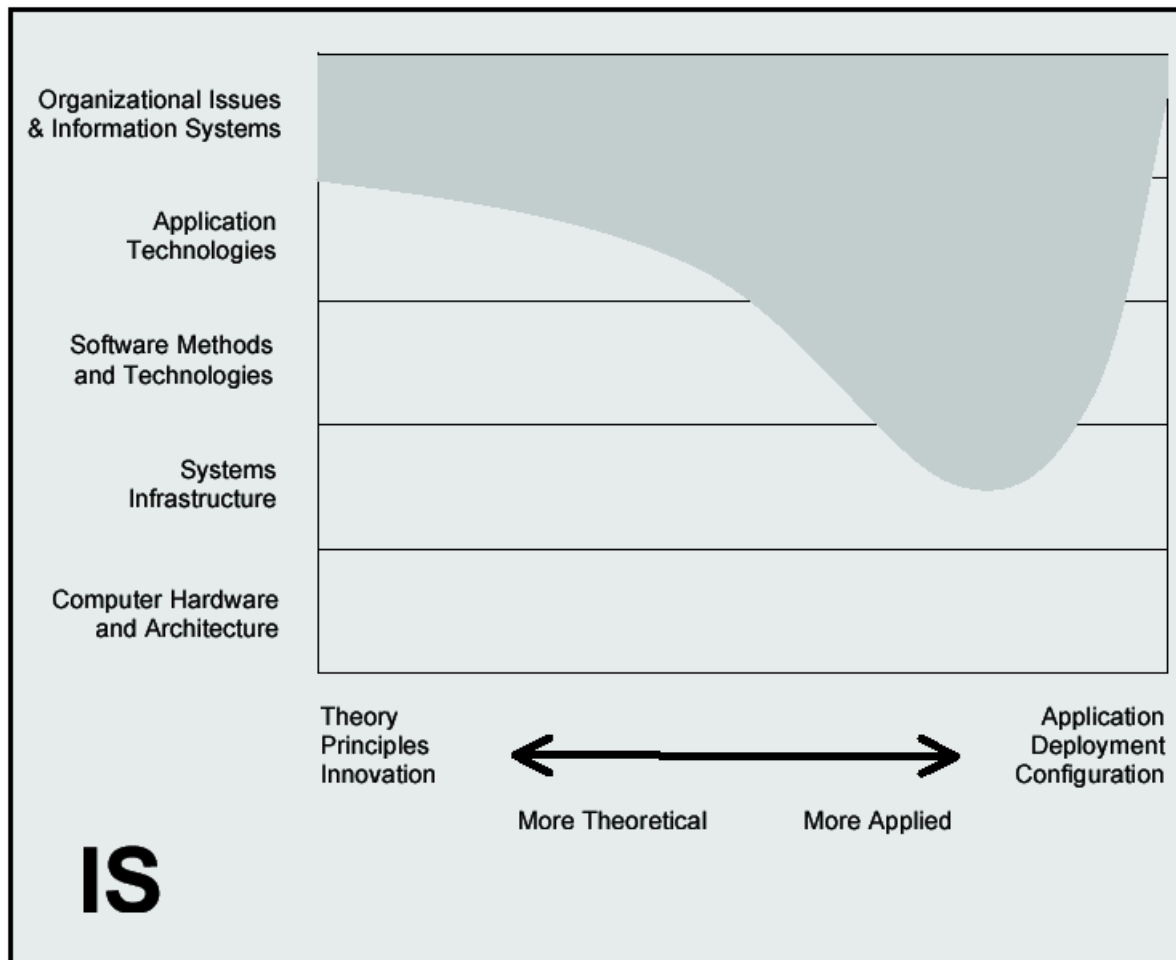 Organizational Issues
& Information Systems
Application
Technologies
Software Methods
and Technologies
Systems
Infrastructure
Computer Hardware
and Architecture
Theory
Principles
Innovation
Application
Deployment
Configuration
More Theoretical
More Applied
IS